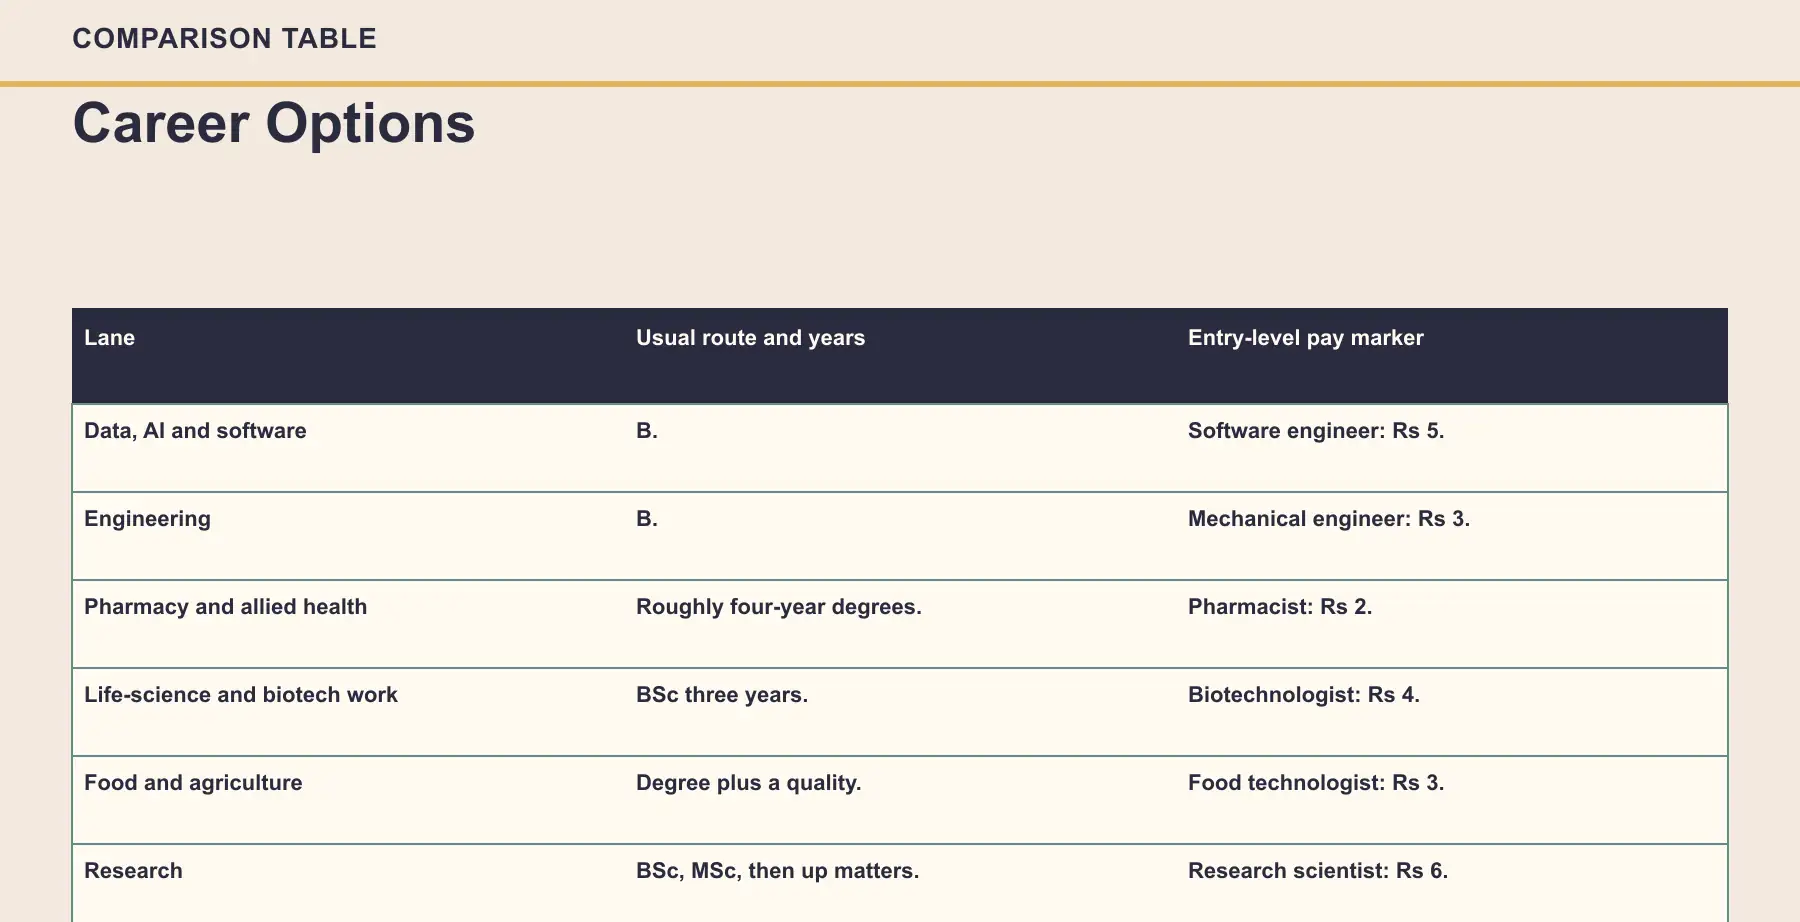 COMPARISON TABLE
Career Options
Lane Usual route and years Entry-level pay marker
Data, AI and software B. Software engineer: Rs 5.
Engineering B. Mechanical engineer: Rs 3.
Pharmacy and allied health Roughly four-year degrees. Pharmacist: Rs 2.
Life-science and biotech work BSc three years. Biotechnologist: Rs 4.
Food and agriculture Degree plus a quality. Food technologist: Rs 3.
Research BSc, MSc, then up matters. Research scientist: Rs 6.